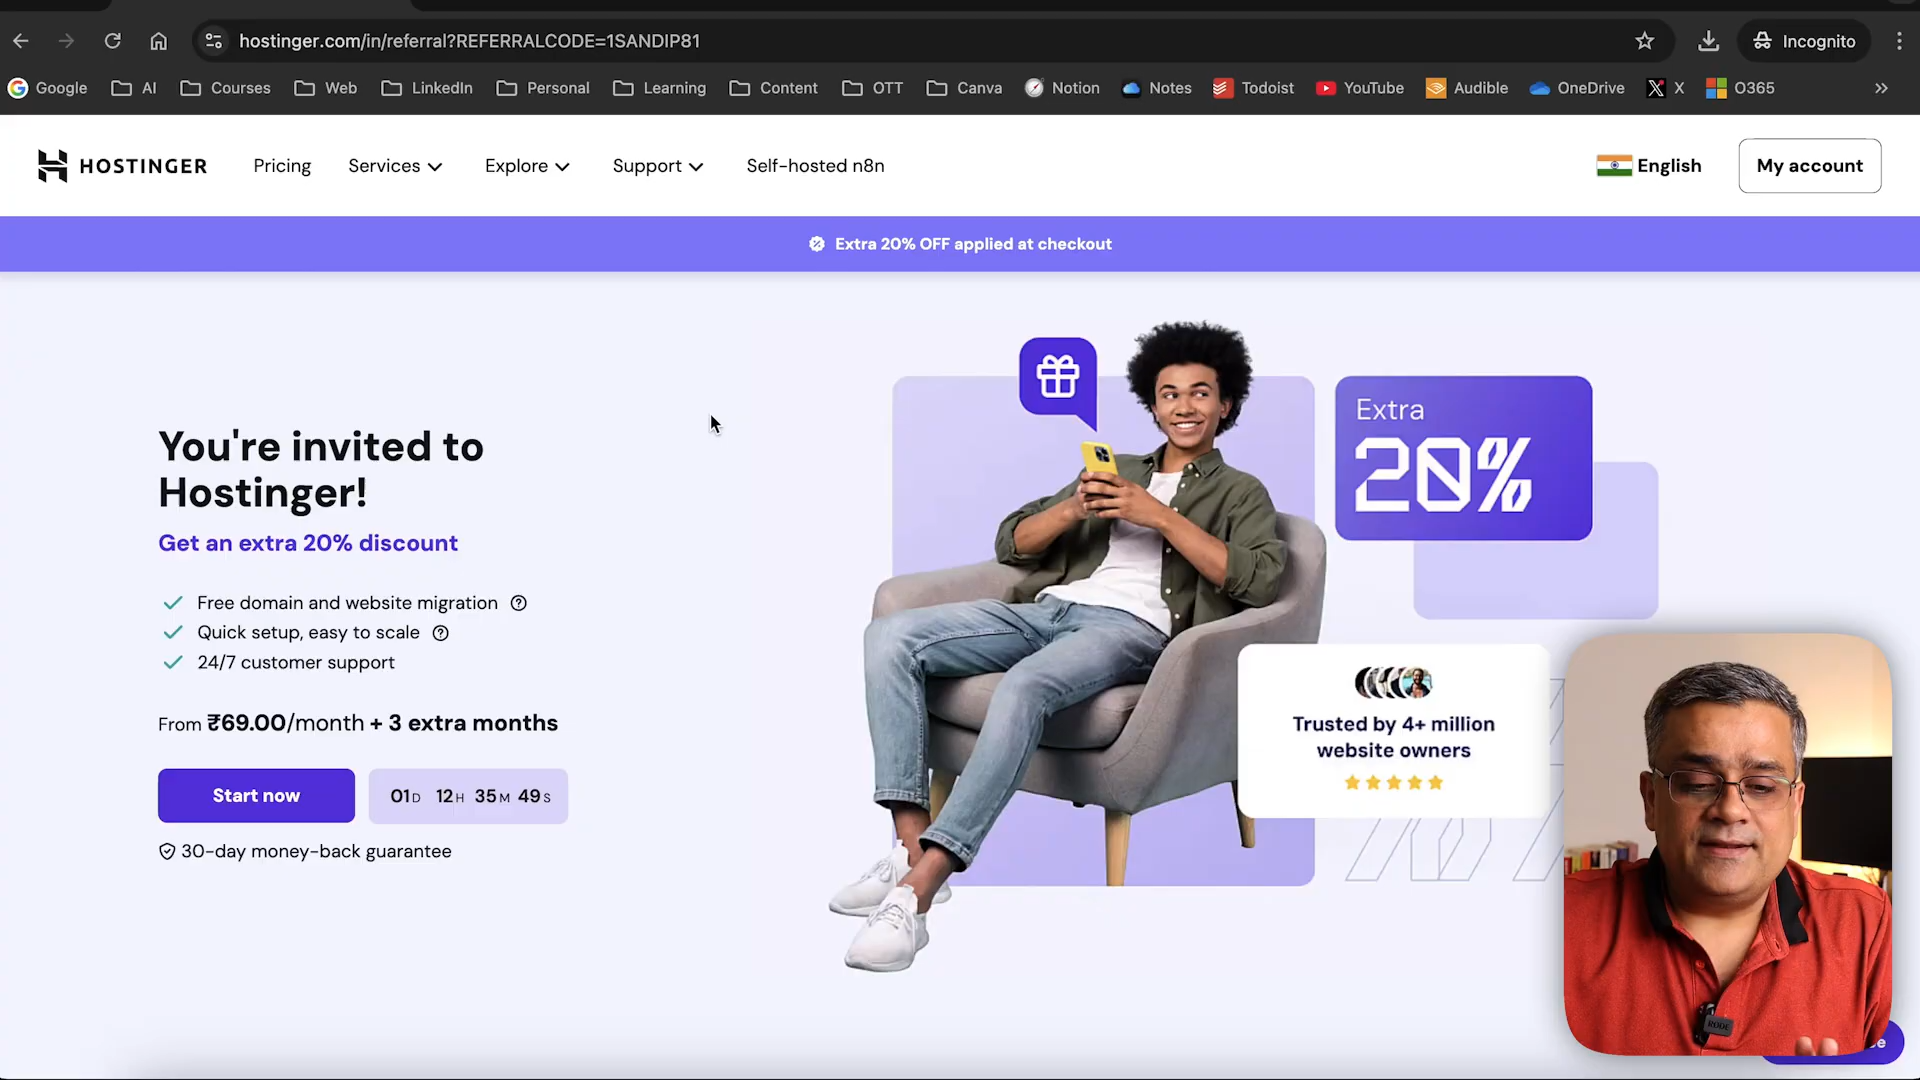 hostinger.com/in/referral?REFERRALCODE=1SANDIP81
Incognito
Google
AI
Courses
Web
LinkedIn
Personal
Learning
Content
OTT
Canva
Notion
Notes
Todoist
YouTube
Audible
OneDrive
X
O365
HOSTINGER
Pricing
Services
Explore
Support
Self-hosted n8n
English
My account
Extra 20% OFF applied at checkout
You're invited to
Hostinger!
Get an extra 20% discount
Free domain and website migration
Quick setup, easy to scale
24/7 customer support
From ₹69.00/month + 3 extra months
Start now
01D 12H 35M 49S
30-day money-back guarantee
Extra
20%
Trusted by 4+ million
website owners
RODE